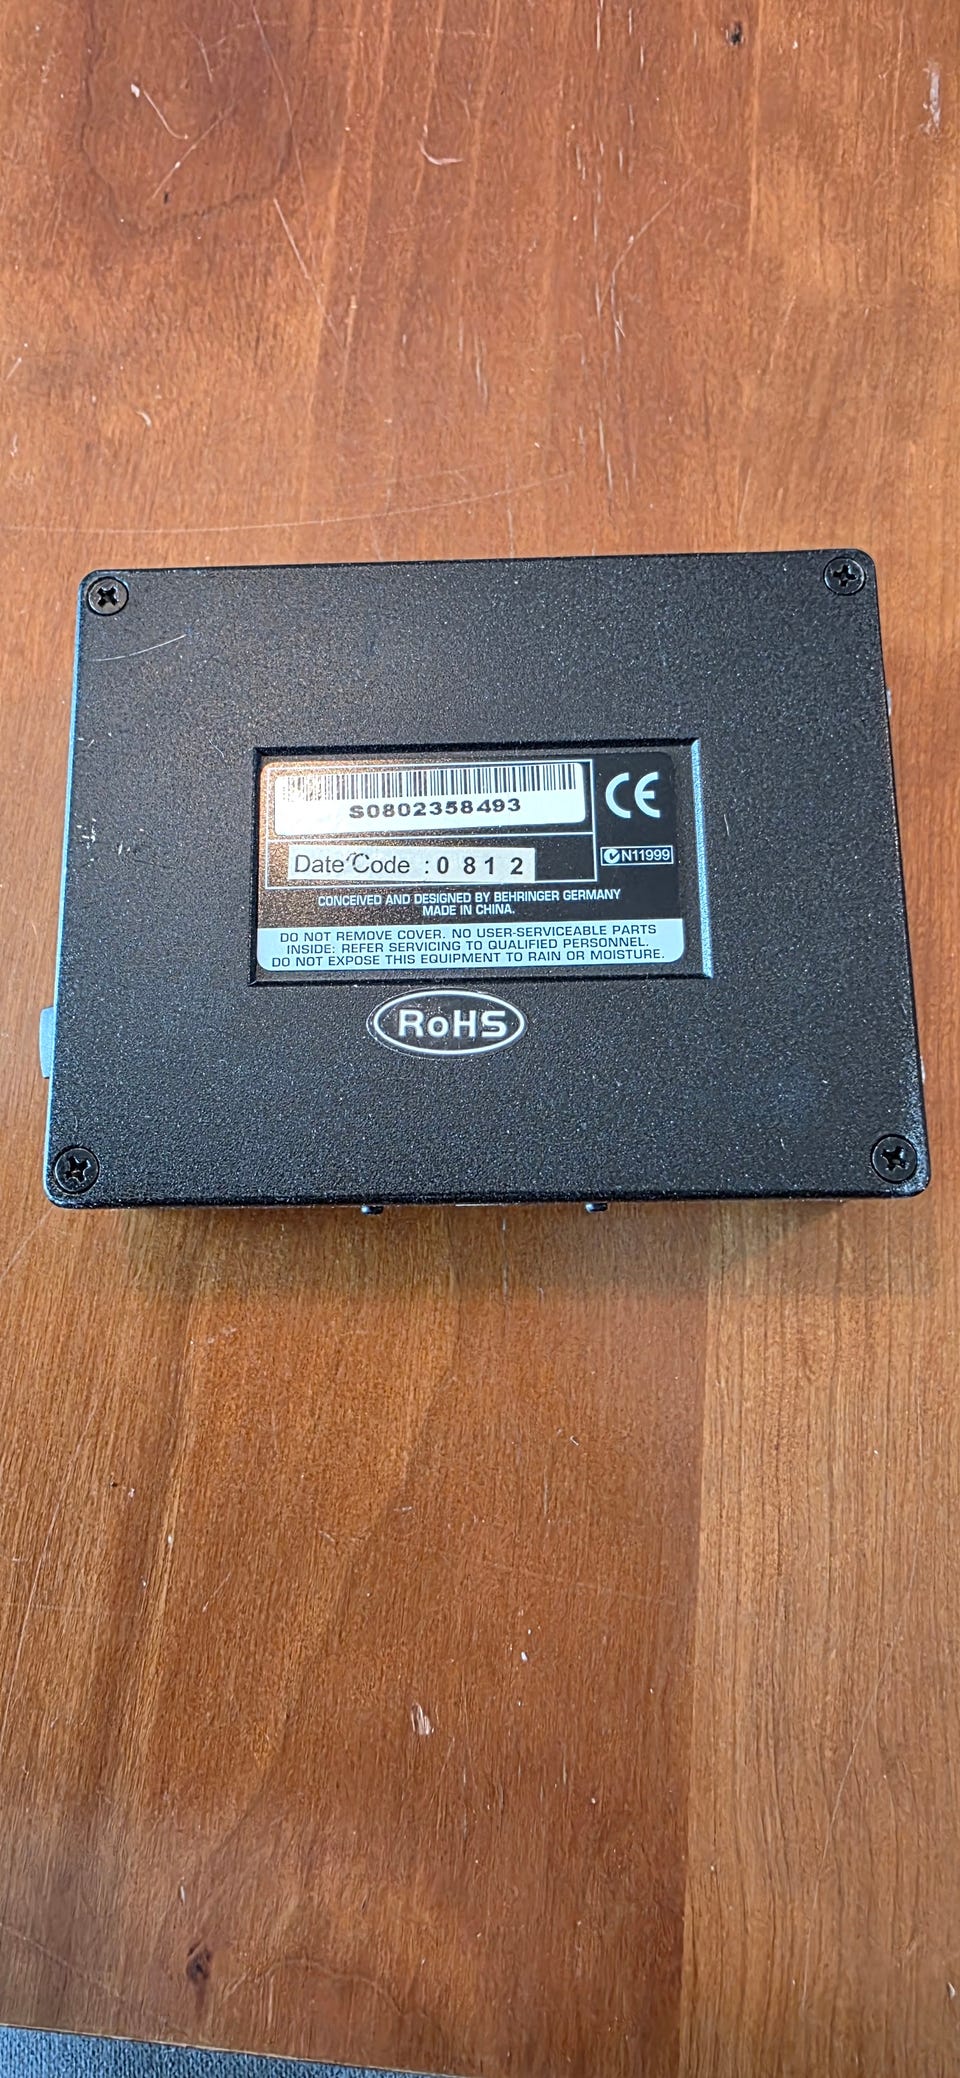 S0802358493
CE
Date Code : 0 8 1 2
N11999
CONCEIVED AND DESIGNED BY BEHRINGER GERMANY
MADE IN CHINA.
DO NOT REMOVE COVER. NO USER-SERVICEABLE PARTS
INSIDE: REFER SERVICING TO QUALIFIED PERSONNEL.
DO NOT EXPOSE THIS EQUIPMENT TO RAIN OR MOISTURE.
RoHS